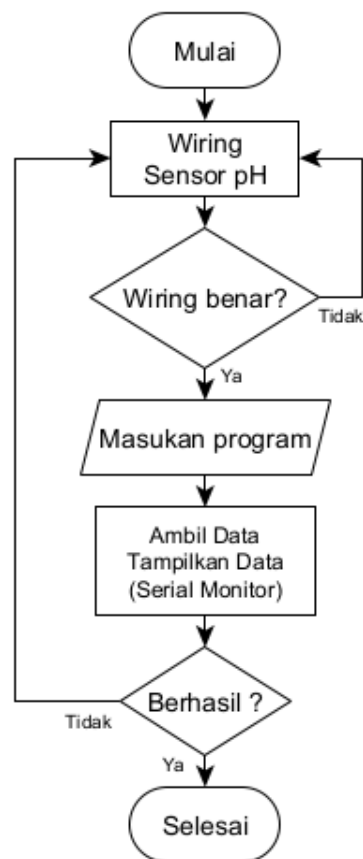 Mulai
Wiring
Sensor pH
Wiring benar?
Tidak
Ya
Masukan program
Ambil Data
Tampilkan Data
(Serial Monitor)
Berhasil ?
Tidak
Ya
Selesai